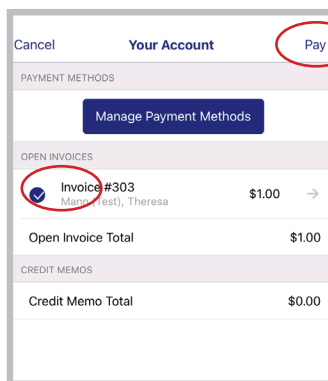 Cancel Your Account Pay
PAYMENT METHODS
Manage Payment Methods
OPEN INVOICES
Invoice #303 $1.00
Mann (Test), Theresa
Open Invoice Total $1.00
CREDIT MEMOS
Credit Memo Total $0.00